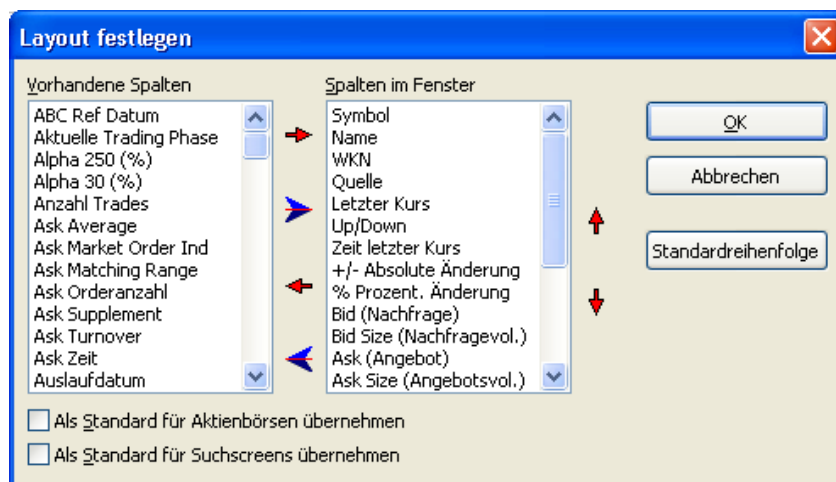 Layout festlegen
Vorhandene Spalten
ABC Ref Datum
Aktuelle Trading Phase
Alpha 250 (%)
Alpha 30 (%)
Anzahl Trades
Ask Average
Ask Market Order Ind
Ask Matching Range
Ask Orderanzahl
Ask Supplement
Ask Turnover
Ask Zeit
Auslaufdatum
Spalten im Fenster
Symbol
Name
WKN
Quelle
Letzter Kurs
Up/Down
Zeit letzter Kurs
+/- Absolute Änderung
% Prozent. Änderung
Bid (Nachfrage)
Bid Size (Nachfragevol.)
Ask (Angebot)
Ask Size (Angebotsvol.)
OK
Abbrechen
Standardreihenfolge
Als Standard für Aktienbörsen übernehmen
Als Standard für Suchscreens übernehmen